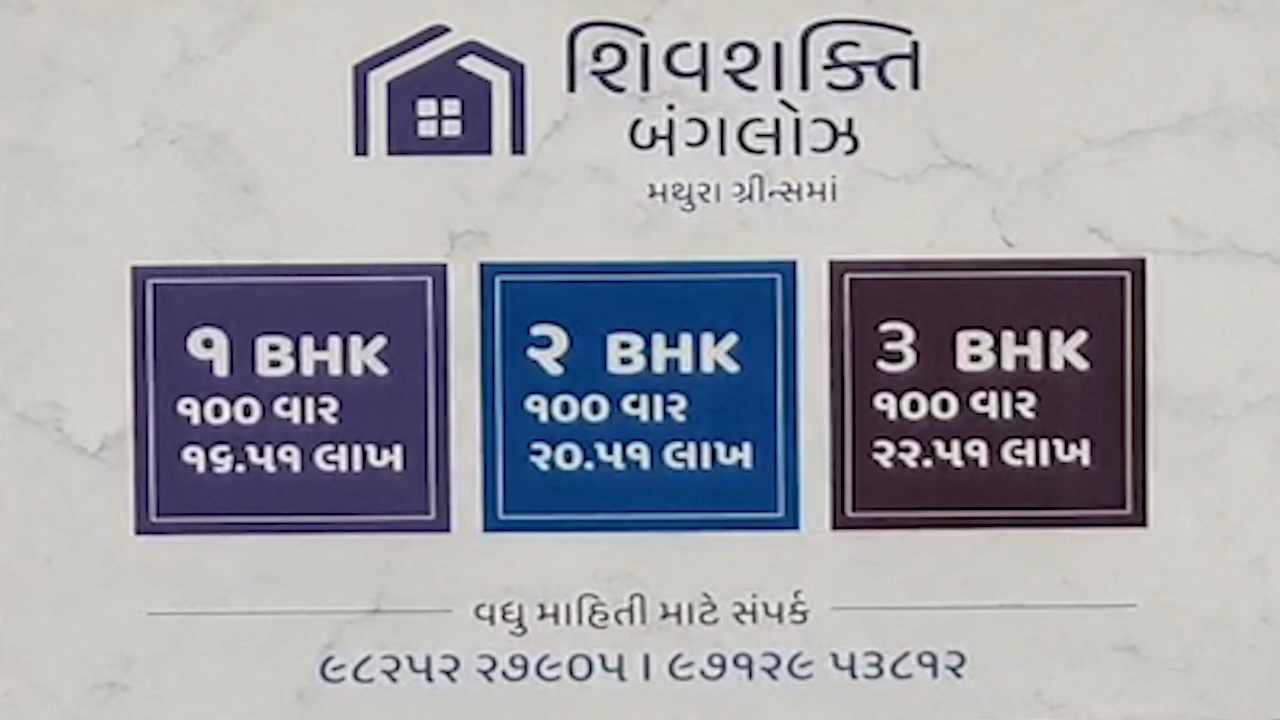 શિવશક્તિ
બંગલોઝ
મથુરા ગ્રીન્સમાં
૧ BHK
૧૦૦ વાર
૧૬.૫૧ લાખ
૨ BHK
૧૦૦ વાર
૨૦.૫૧ લાખ
૩ BHK
૧૦૦ વાર
૨૨.૫૧ લાખ
વધુ માહિતી માટે સંપર્ક
૯૮૨૫૨ ૨૭૯૦૫ । ૯૭૧૨૯ ૫૩૮૧૨